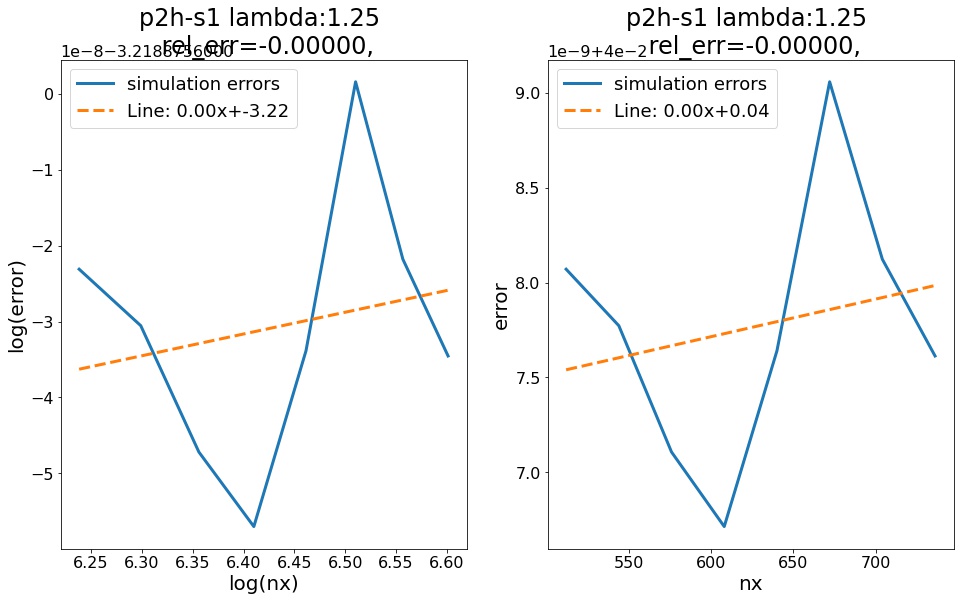 p2h-s1 lambda:1.25
rel_err=-0.00000,
1e−8−3.2188756000
simulation errors
Line: 0.00x+-3.22
0
−1
−2
−3
−4
−5
log(error)
6.25
6.30
6.35
6.40
6.45
6.50
6.55
6.60
log(nx)
p2h-s1 lambda:1.25
rel_err=-0.00000,
1e−9+4e−2
simulation errors
Line: 0.00x+0.04
9.0
8.5
8.0
7.5
7.0
error
550
600
650
700
nx